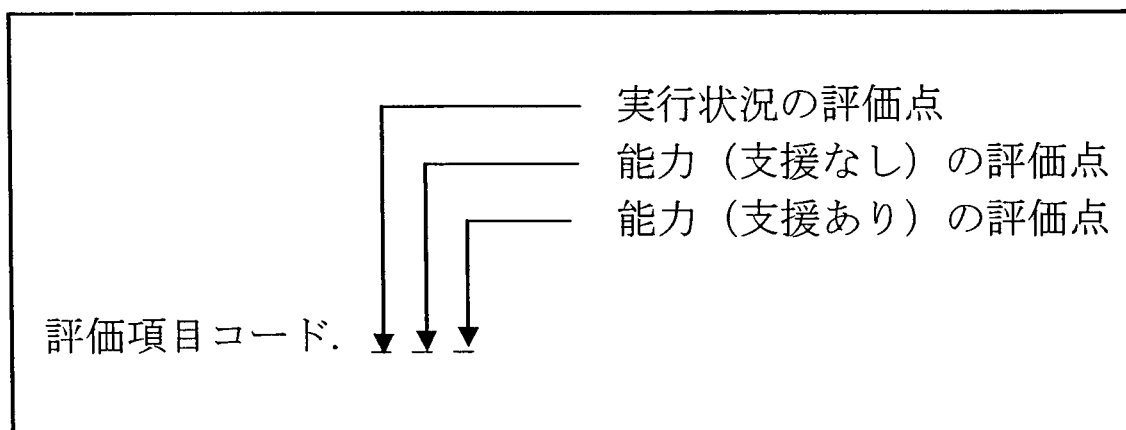 実行状況の評価点
能力（支援なし）の評価点
能力（支援あり）の評価点
評価項目コード. _ _ _